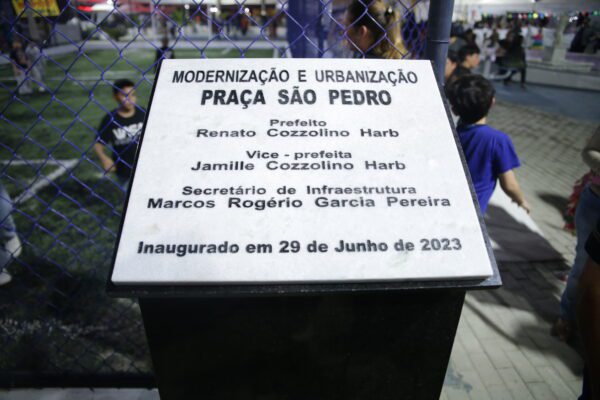 MODERNIZAÇÃO E URBANIZAÇÃO
PRAÇA SÃO PEDRO
Prefeito
Renato Cozzolino Harb
Vice - prefeita
Jamille Cozzolino Harb
Secretário de Infraestrutura
Marcos Rogério Garcia Pereira
Inaugurado em 29 de Junho de 2023